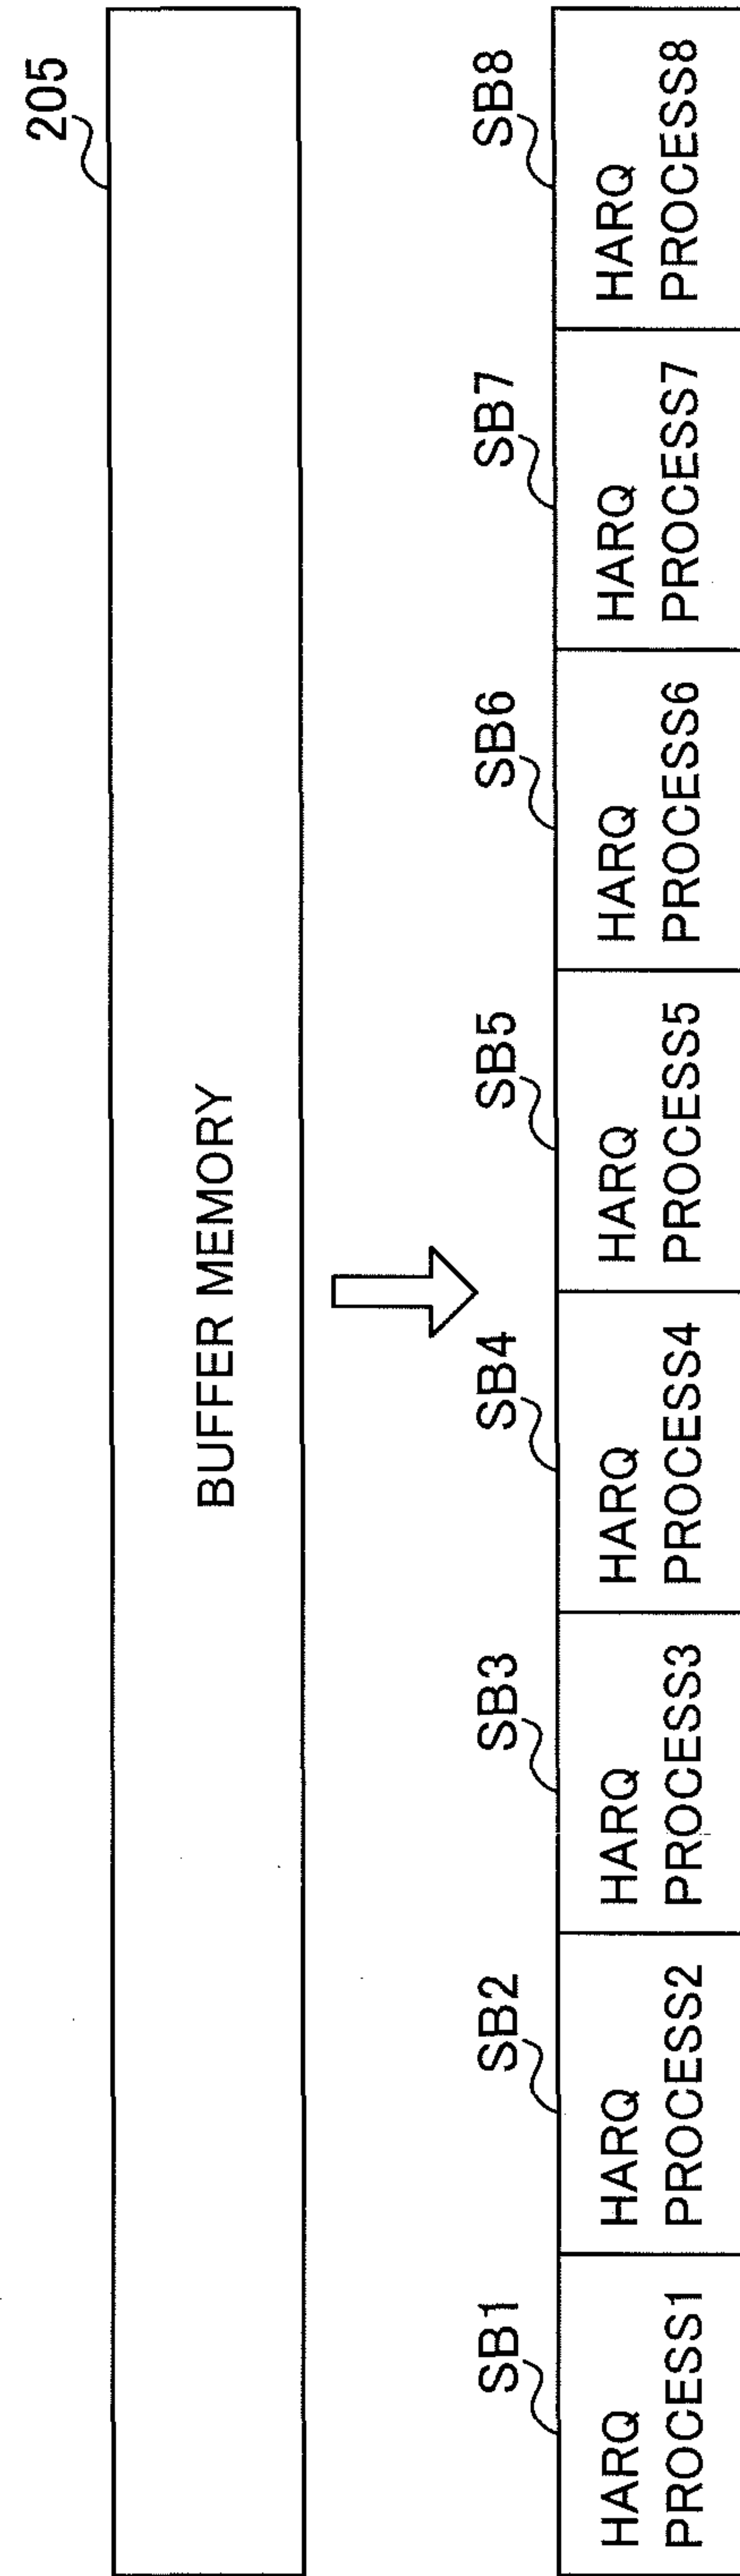 205
BUFFER MEMORY
SB1
SB2
SB3
SB4
SB5
SB6
SB7
SB8
HARQ
PROCESS1
HARQ
PROCESS2
HARQ
PROCESS3
HARQ
PROCESS4
HARQ
PROCESS5
HARQ
PROCESS6
HARQ
PROCESS7
HARQ
PROCESS8